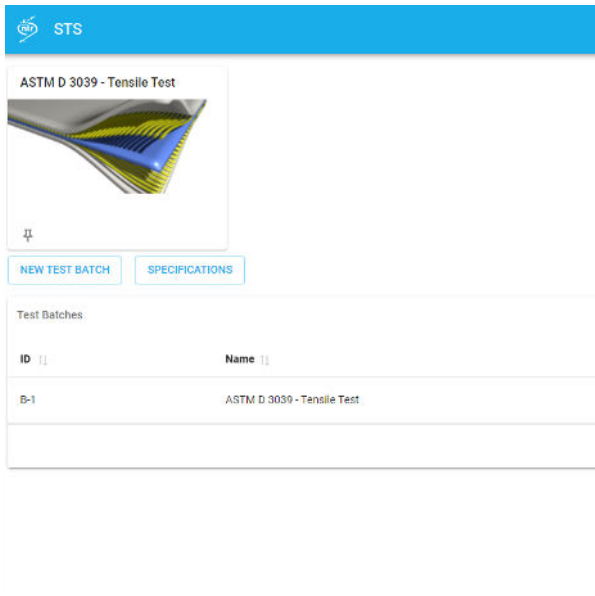 STS
ASTM D 3039 - Tensile Test
NEW TEST BATCH
SPECIFICATIONS
Test Batches
ID
Name
B-1
ASTM D 3039 - Tensile Test